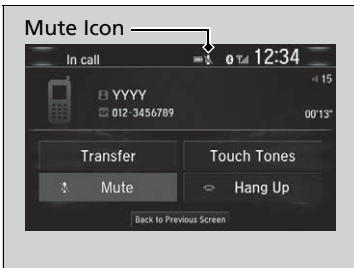 Mute Icon
In call 12:34
15
YYYY
012-3456789 00'13"
Transfer Touch Tones
Mute Hang Up
Back to Previous Screen